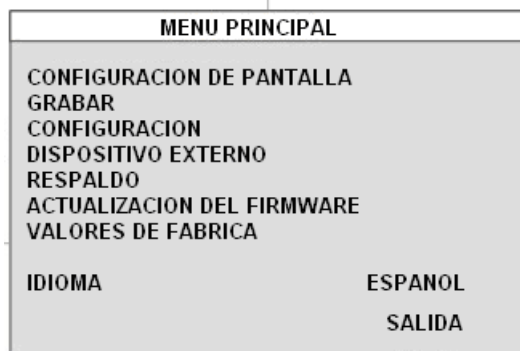 MENU PRINCIPAL
CONFIGURACION DE PANTALLA
GRABAR
CONFIGURACION
DISPOSITIVO EXTERNO
RESPALDO
ACTUALIZACION DEL FIRMWARE
VALORES DE FABRICA
IDIOMA ESPANOL
SALIDA